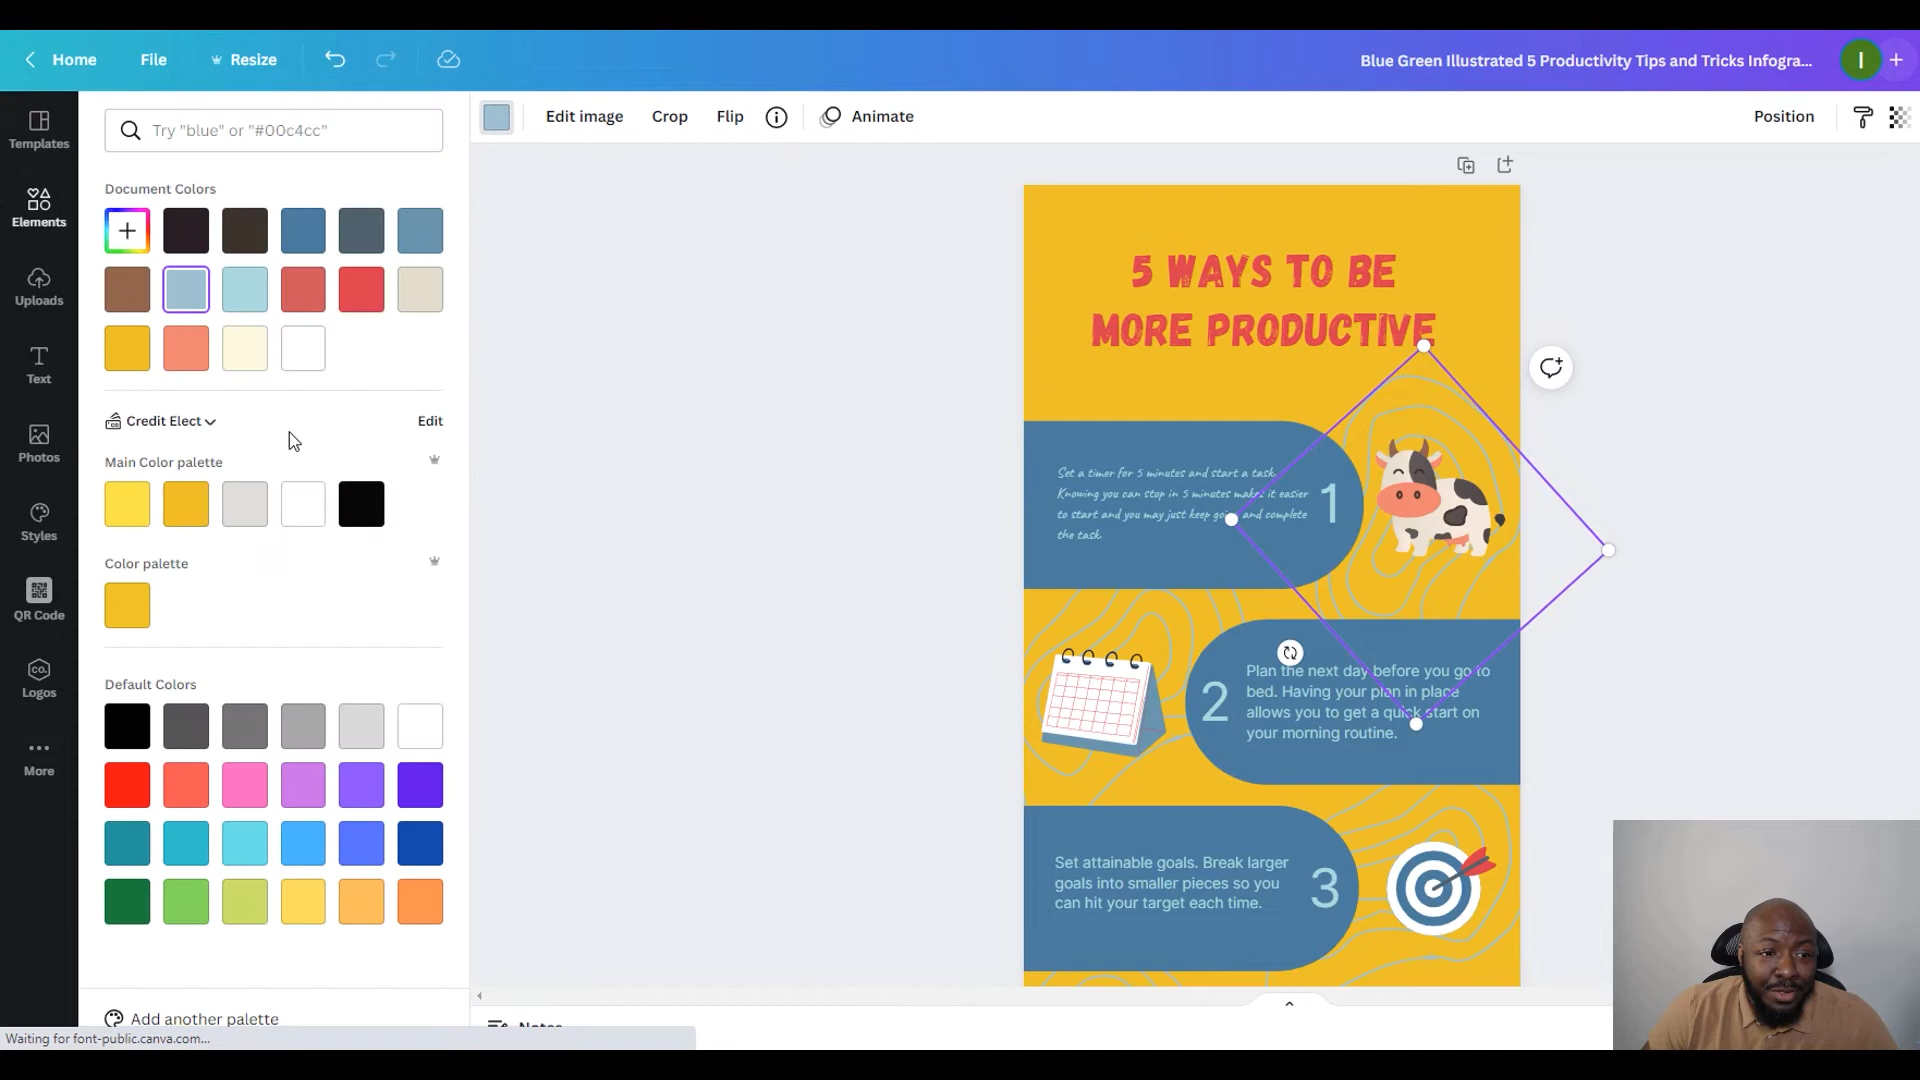 Home
File
Resize
Blue Green Illustrated 5 Productivity Tips and Tricks Infogra...
I
Templates
Elements
Uploads
Text
Photos
Styles
QR Code
CO.
Logos
More
Try "blue" or "#00c4cc"
Document Colors
Credit Elect
Edit
Main Color palette
Color palette
Default Colors
Add another palette
Waiting for font-public.canva.com...
Edit image
Crop
Flip
Animate
Position
5 WAYS TO BE
MORE PRODUCTIVE
Set a timer for 5 minutes and start a task.
Knowing you can stop in 5 minutes makes it easier
to start and you may just keep going and complete
the task.
1
2
Plan the next day before you go to
bed. Having your plan in place
allows you to get a quick start on
your morning routine.
Set attainable goals. Break larger
goals into smaller pieces so you
can hit your target each time.
3
Notes